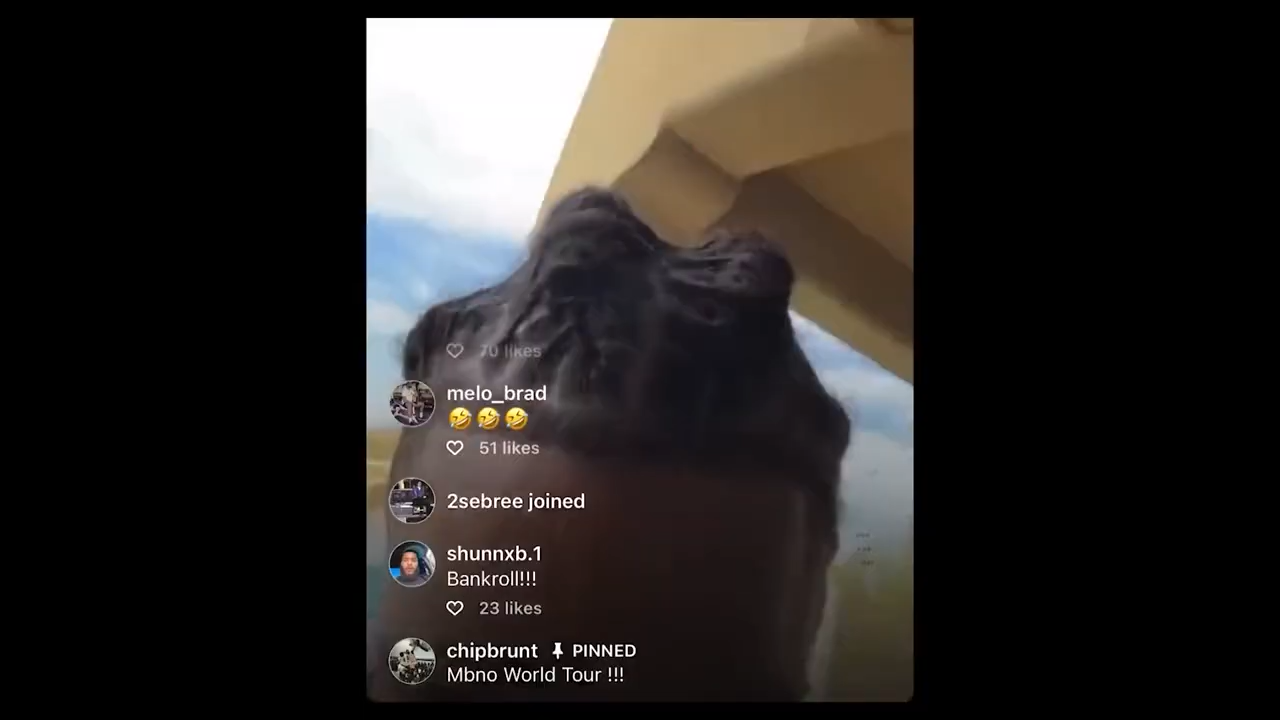 70 likes
melo_brad
🤣🤣🤣
51 likes
2sebree joined
shunnxb.1
Bankroll!!!
23 likes
chipbrunt PINNED
Mbno World Tour !!!